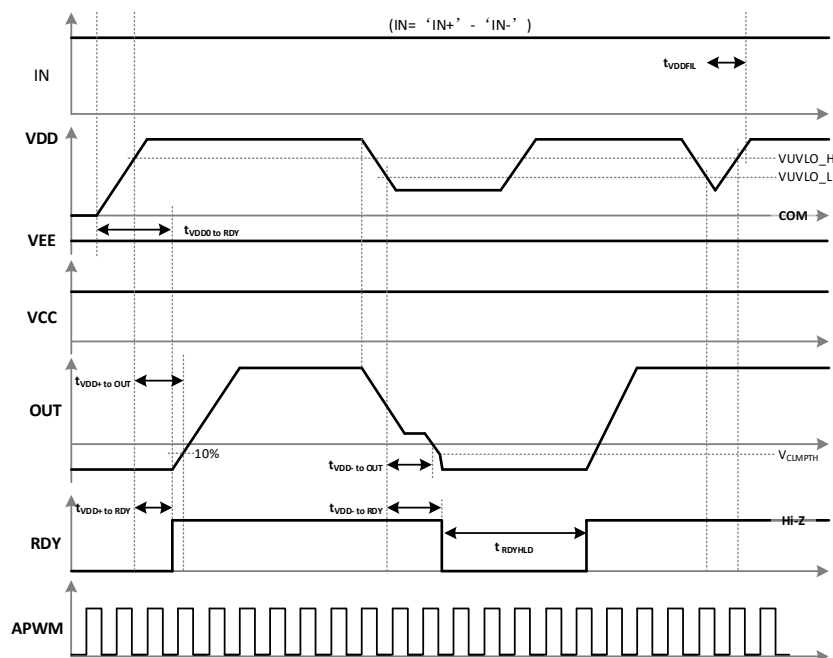 (IN= ‘IN+’ - ‘IN-’ )
IN
tVDDFIL
VDD
VUVLO_H
VUVLO_L
COM
tVDD0 to RDY
VEE
VCC
tVDD+ to OUT
OUT
10%
VCLMPTH
tVDD- to OUT
tVDD+ to RDY
tVDD- to RDY
Hi-Z
RDY
t RDYHLD
APWM